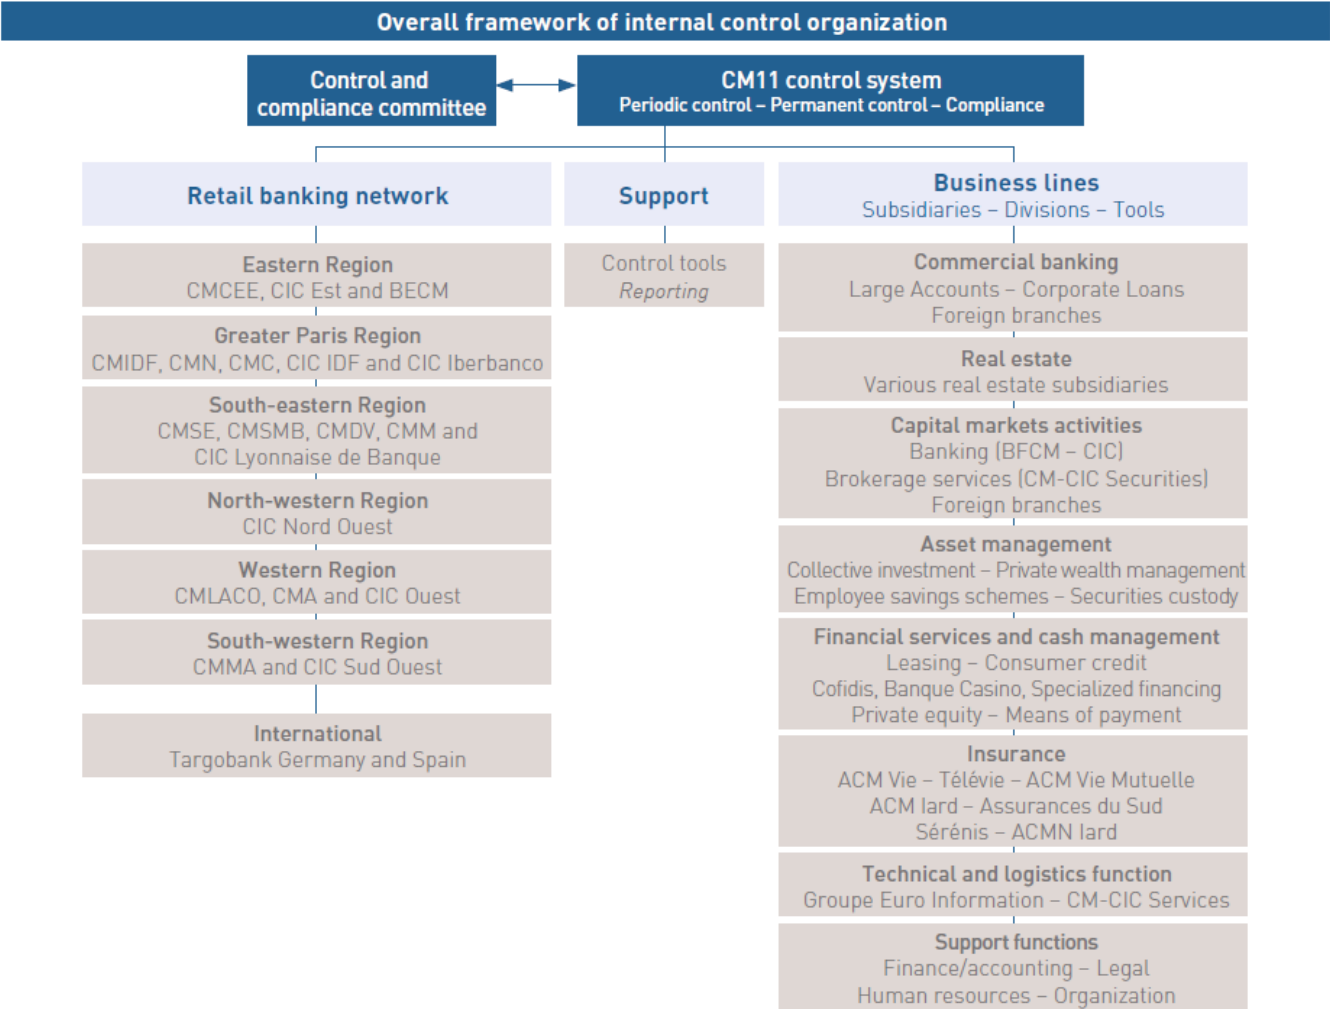 Overall framework of internal control organization
Control and
compliance committee
CM11 control system
Periodic control – Permanent control – Compliance
Retail banking network
Eastern Region
CMCEE, CIC Est and BECM
Greater Paris Region
CMIDF, CMN, CMC, CIC IDF and CIC Iberbanco
South-eastern Region
CMSE, CMSMB, CMDV, CMM and
CIC Lyonnaise de Banque
North-western Region
CIC Nord Ouest
Western Region
CMLACO, CMA and CIC Ouest
South-western Region
CMMA and CIC Sud Ouest
International
Targobank Germany and Spain
Support
Control tools
Reporting
Business lines
Subsidiaries – Divisions – Tools
Commercial banking
Large Accounts – Corporate Loans
Foreign branches
Real estate
Various real estate subsidiaries
Capital markets activities
Banking (BFCM – CIC)
Brokerage services (CM-CIC Securities)
Foreign branches
Asset management
Collective investment – Private wealth management
Employee savings schemes – Securities custody
Financial services and cash management
Leasing – Consumer credit
Cofidis, Banque Casino, Specialized financing
Private equity – Means of payment
Insurance
ACM Vie – Télévie – ACM Vie Mutuelle
ACM Iard – Assurances du Sud
Sérénis – ACMN Iard
Technical and logistics function
Groupe Euro Information – CM-CIC Services
Support functions
Finance/accounting – Legal
Human resources – Organization